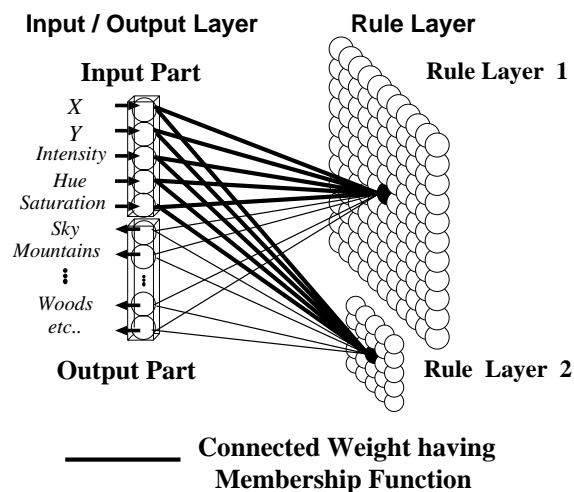 Input / Output Layer
Rule Layer
Input Part
Rule Layer 1
X
Y
Intensity
Hue
Saturation
Sky
Mountains
Woods
etc..
Output Part
Rule Layer 2
Connected Weight having
Membership Function